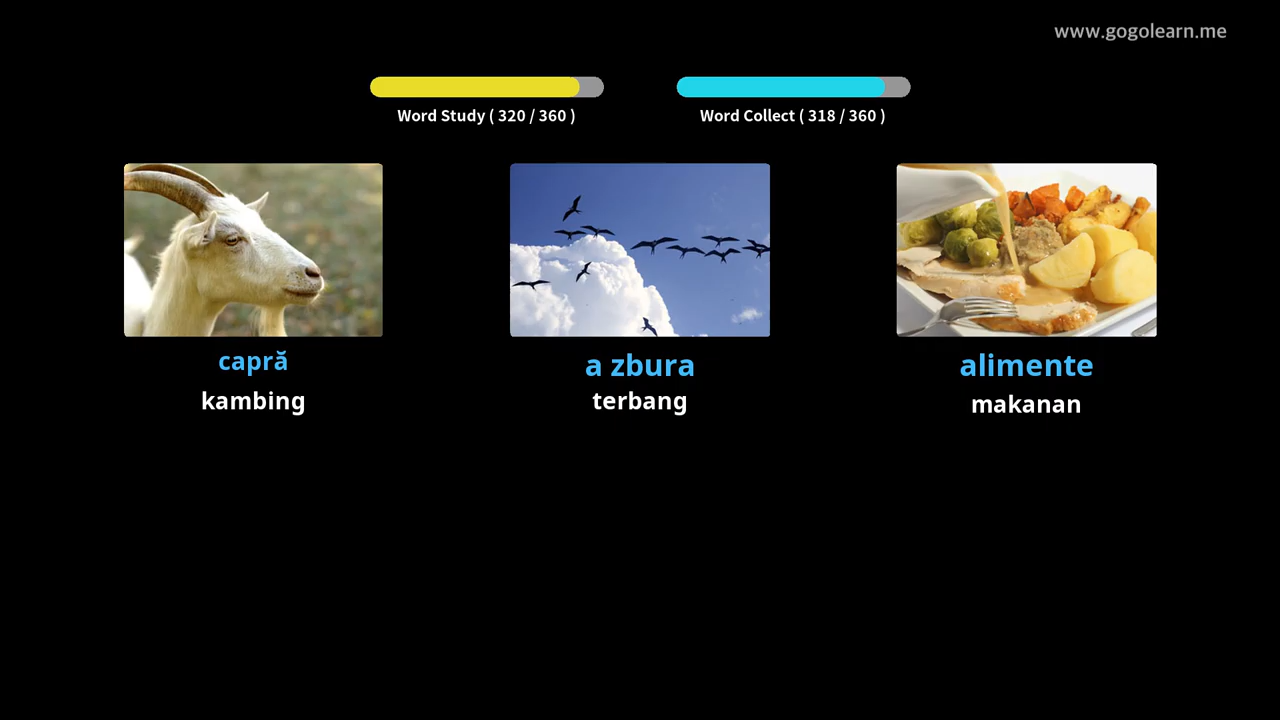 www.gogolearn.me
Word Study ( 320 / 360 )
Word Collect ( 318 / 360 )
capră
kambing
a zbura
terbang
alimente
makanan